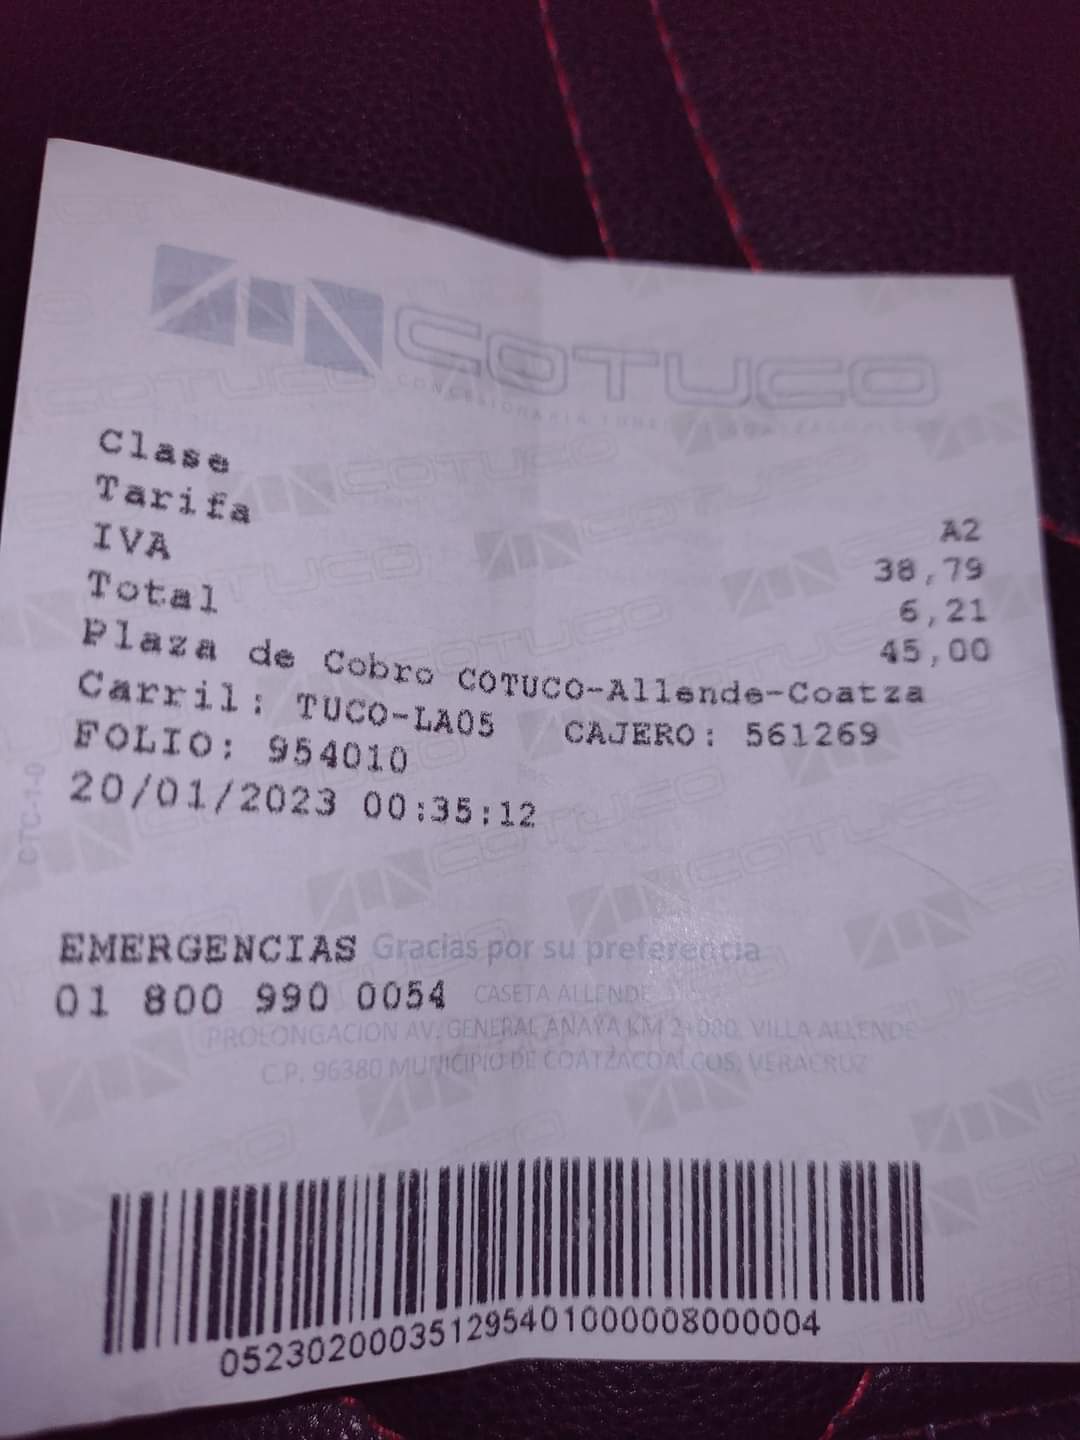 COTUCO
Clase A2
Tarifa 38,79
IVA 6,21
Total 45,00
Plaza de Cobro COTUCO-Allende-Coatza
Carril: TUCO-LA05 CAJERO: 561269
FOLIO: 954010
20/01/2023 00:35:12
CTC-1-0
EMERGENCIAS Gracias por su preferencia
01 800 990 0054 CASETA ALLENDE
PROLONGACION AV. GENERAL ANAYA KM 2+080, VILLA ALLENDE
C.P. 96380 MUNICIPIO DE COATZACOALCOS, VERACRUZ
0523020003512954010000008000004